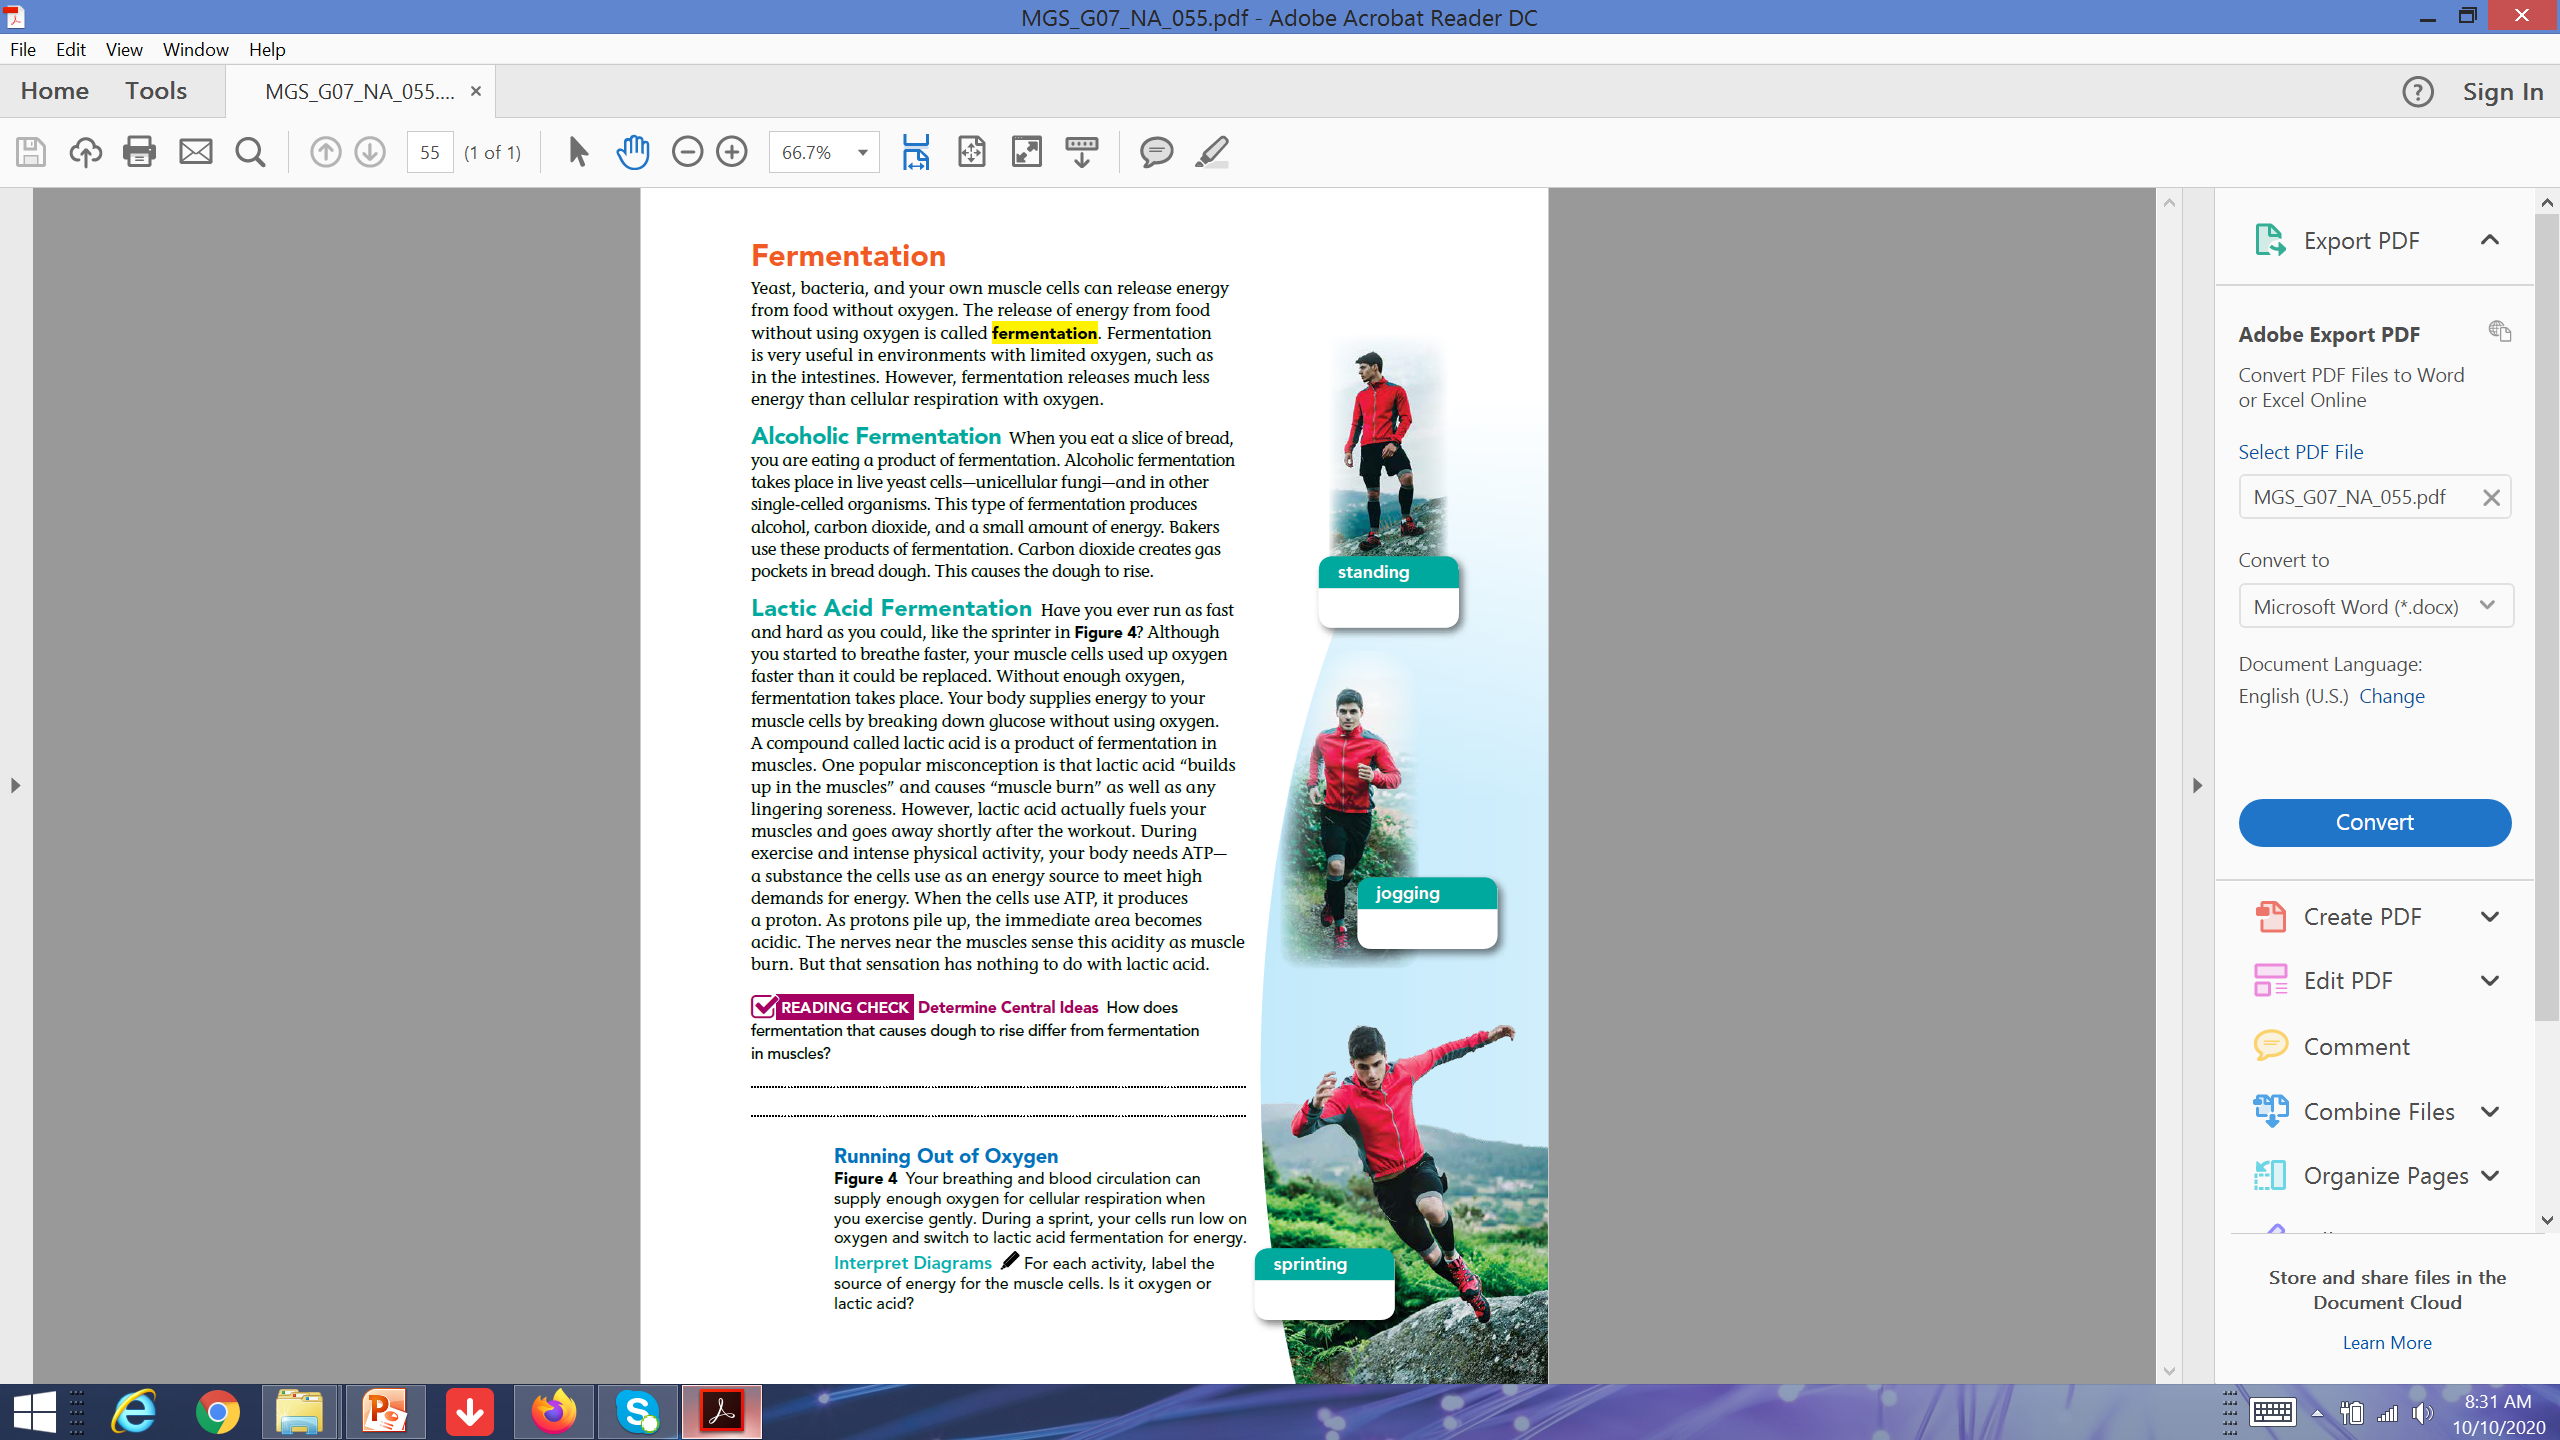 MGS_G07_NA_055.pdf - Adobe Acrobat Reader DC
File Edit View Window Help
Home Tools MGS_G07_NA_055.... × ? Sign In
55 (1 of 1) 66.7%
Fermentation
Yeast, bacteria, and your own muscle cells can release energy
from food without oxygen. The release of energy from food
without using oxygen is called fermentation. Fermentation
is very useful in environments with limited oxygen, such as
in the intestines. However, fermentation releases much less
energy than cellular respiration with oxygen.
Alcoholic Fermentation When you eat a slice of bread,
you are eating a product of fermentation. Alcoholic fermentation
takes place in live yeast cells—unicellular fungi—and in other
single-celled organisms. This type of fermentation produces
alcohol, carbon dioxide, and a small amount of energy. Bakers
use these products of fermentation. Carbon dioxide creates gas
pockets in bread dough. This causes the dough to rise.
Lactic Acid Fermentation Have you ever run as fast
and hard as you could, like the sprinter in Figure 4? Although
you started to breathe faster, your muscle cells used up oxygen
faster than it could be replaced. Without enough oxygen,
fermentation takes place. Your body supplies energy to your
muscle cells by breaking down glucose without using oxygen.
A compound called lactic acid is a product of fermentation in
muscles. One popular misconception is that lactic acid “builds
up in the muscles” and causes “muscle burn” as well as any
lingering soreness. However, lactic acid actually fuels your
muscles and goes away shortly after the workout. During
exercise and intense physical activity, your body needs ATP—
a substance the cells use as an energy source to meet high
demands for energy. When the cells use ATP, it produces
a proton. As protons pile up, the immediate area becomes
acidic. The nerves near the muscles sense this acidity as muscle
burn. But that sensation has nothing to do with lactic acid.
READING CHECK Determine Central Ideas How does
fermentation that causes dough to rise differ from fermentation
in muscles?
Running Out of Oxygen
Figure 4 Your breathing and blood circulation can
supply enough oxygen for cellular respiration when
you exercise gently. During a sprint, your cells run low on
oxygen and switch to lactic acid fermentation for energy.
Interpret Diagrams For each activity, label the
source of energy for the muscle cells. Is it oxygen or
lactic acid?
standing
jogging
sprinting
Export PDF
Adobe Export PDF
Convert PDF Files to Word
or Excel Online
Select PDF File
MGS_G07_NA_055.pdf
Convert to
Microsoft Word (*.docx)
Document Language:
English (U.S.) Change
Convert
Create PDF
Edit PDF
Comment
Combine Files
Organize Pages
Store and share files in the
Document Cloud
Learn More
8:31 AM
10/10/2020